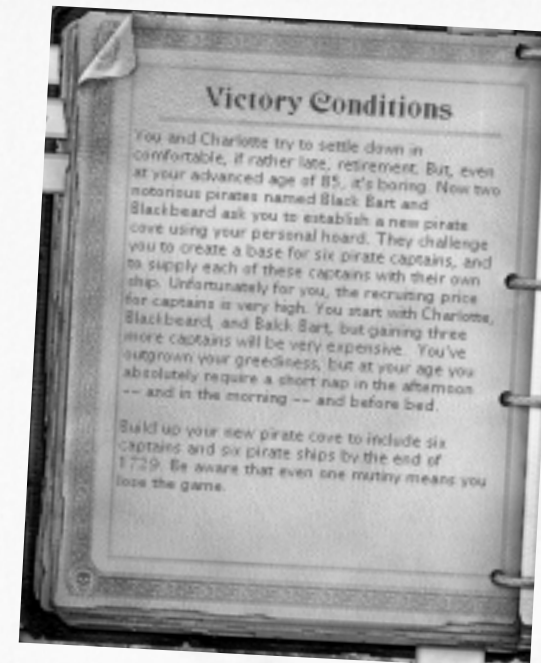 Victory Conditions
You and Charlotte try to settle down in
comfortable, if rather late, retirement. But, even
at your advanced age of 85, it's boring. Now two
notorious pirates named Black Bart and
Blackbeard ask you to establish a new pirate
cove using your personal hoard. They challenge
you to create a base for six pirate captains, and
to supply each of these captains with their own
ship. Unfortunately for you, the recruiting price
for captains is very high. You start with Charlotte,
Blackbeard, and Balck Bart, but gaining three
more captains will be very expensive. You've
outgrown your greediness, but at your age you
absolutely require a short nap in the afternoon
-- and in the morning -- and before bed.
Build up your new pirate cove to include six
captains and six pirate ships by the end of
1729. Be aware that even one mutiny means you
lose the game.